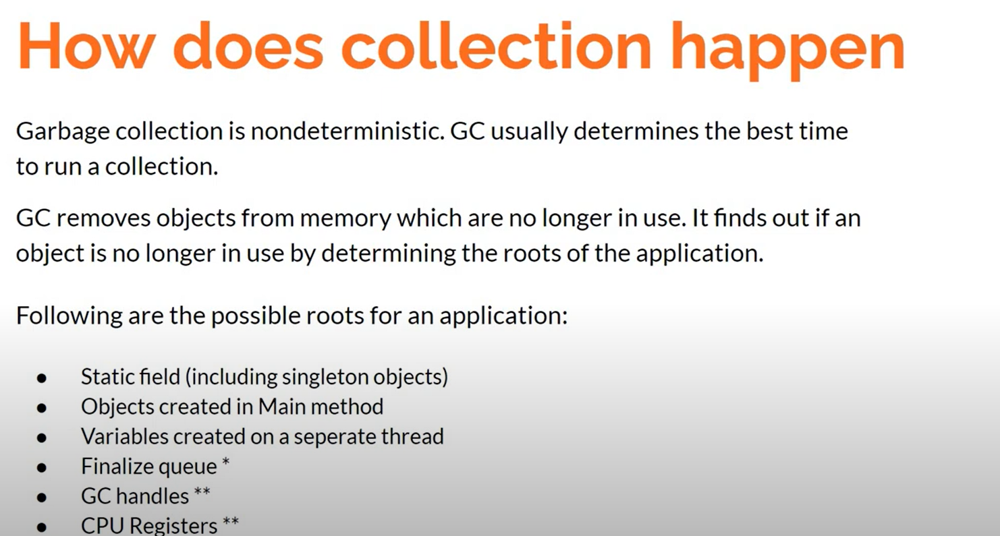 How does collection happen
Garbage collection is nondeterministic. GC usually determines the best time
to run a collection.
GC removes objects from memory which are no longer in use. It finds out if an
object is no longer in use by determining the roots of the application.
Following are the possible roots for an application:
● Static field (including singleton objects)
● Objects created in Main method
● Variables created on a seperate thread
● Finalize queue *
● GC handles **
● CPU Registers **